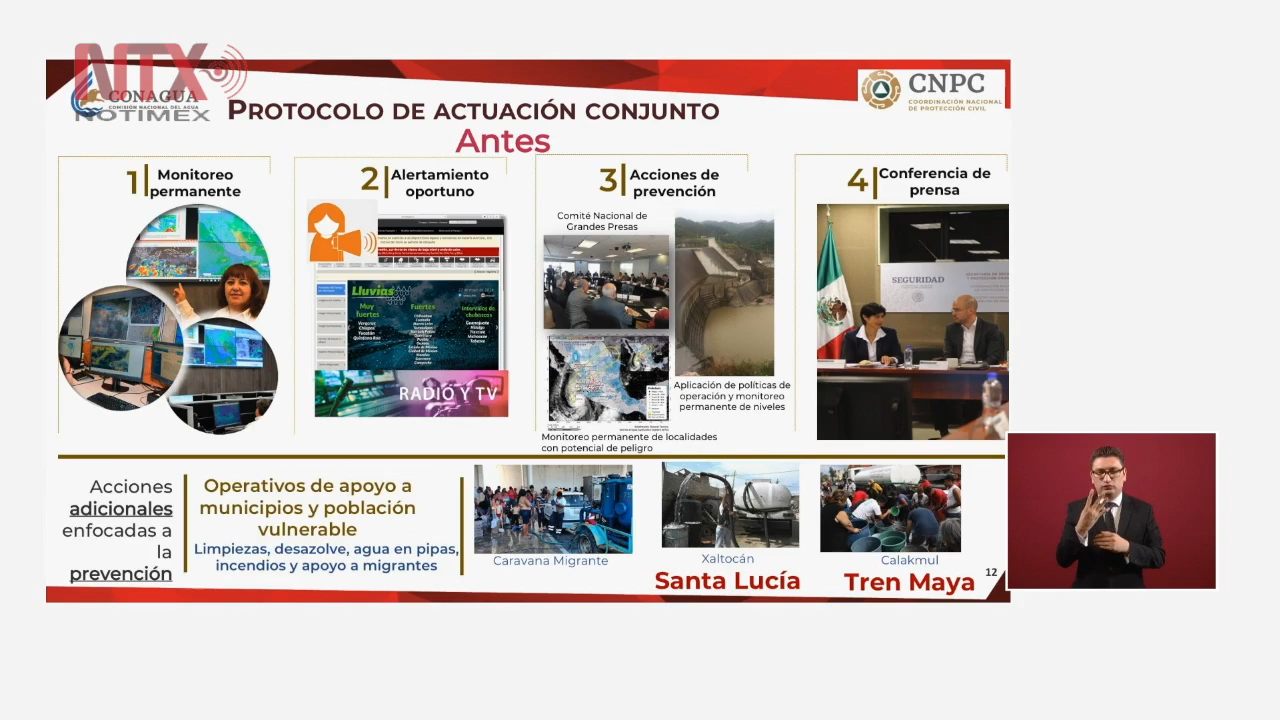 NTX
NOTIMEX
CONAGUA
COMISIÓN NACIONAL DEL AGUA
PROTOCOLO DE ACTUACIÓN CONJUNTO
Antes
CNPC
COORDINACIÓN NACIONAL
DE PROTECCIÓN CIVIL
1 Monitoreo
permanente
2 Alertamiento
oportuno
Lluvias
Muy
fuertes
Fuertes
Intervalos de
chubascos
RADIO Y TV
3 Acciones de
prevención
Comité Nacional de
Grandes Presas
Aplicación de políticas de
operación y monitoreo
permanente de niveles
Monitoreo permanente de localidades
con potencial de peligro
4 Conferencia de
prensa
SEGURIDAD
Acciones
adicionales
enfocadas a
la
prevención
Operativos de apoyo a
municipios y población
vulnerable
Limpiezas, desazolve, agua en pipas,
incendios y apoyo a migrantes
Caravana Migrante
Xaltocán
Santa Lucía
Calakmul
Tren Maya
12